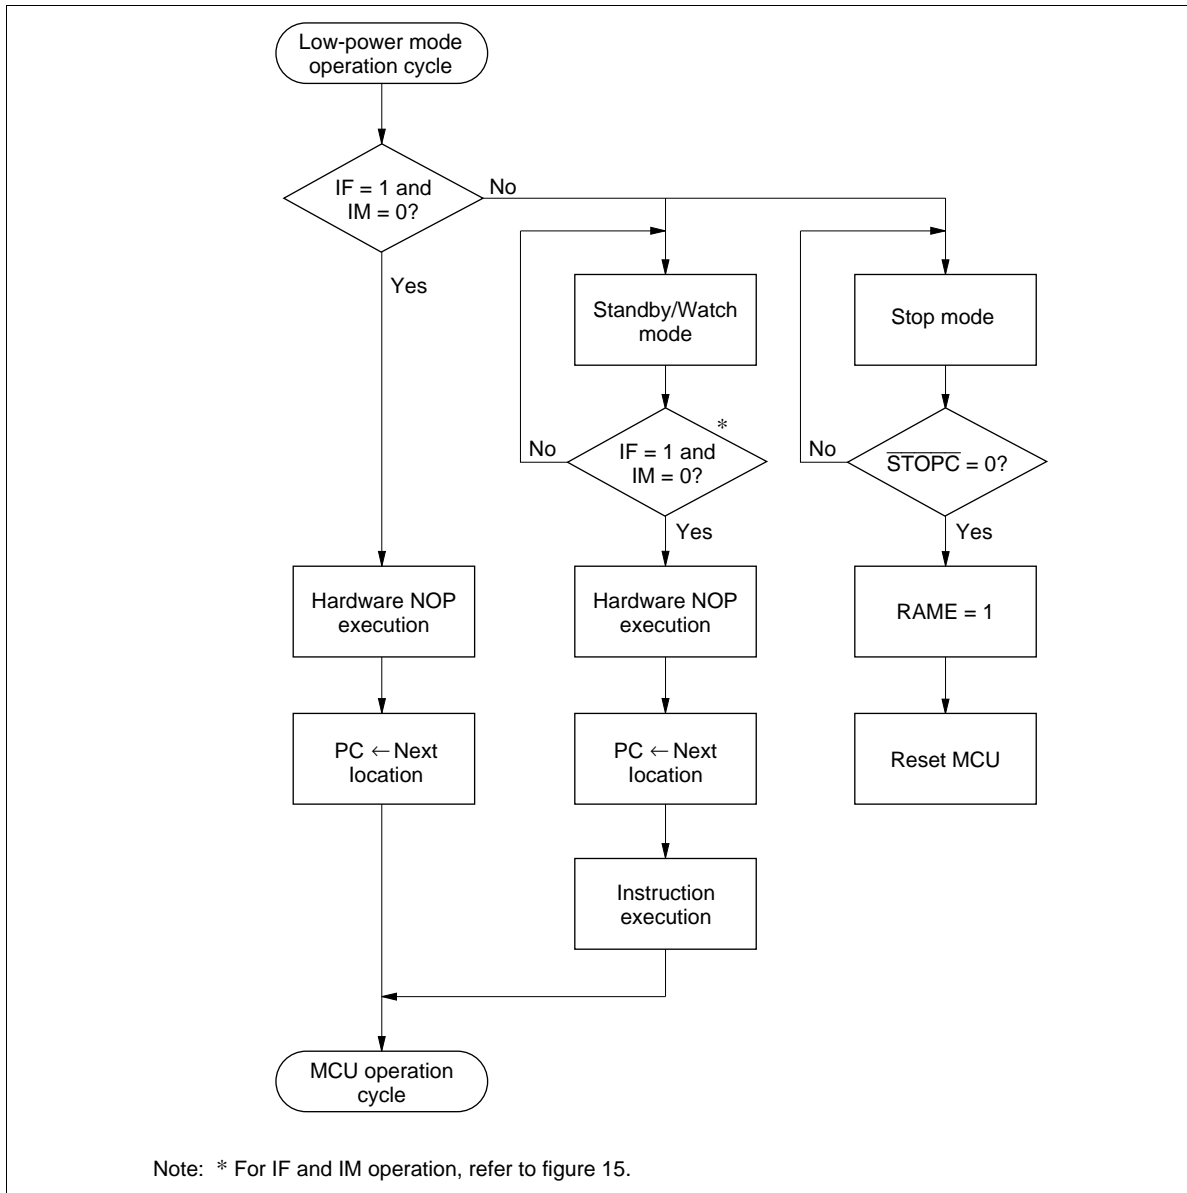 Low-power mode
operation cycle
IF = 1 and
IM = 0?
No
Yes
Standby/Watch
mode
Stop mode
*
No
IF = 1 and
IM = 0?
Yes
No
S̅T̅O̅P̅C̅ = 0?
Yes
Hardware NOP
execution
Hardware NOP
execution
RAME = 1
PC ← Next
location
PC ← Next
location
Reset MCU
Instruction
execution
MCU operation
cycle
Note: * For IF and IM operation, refer to figure 15.